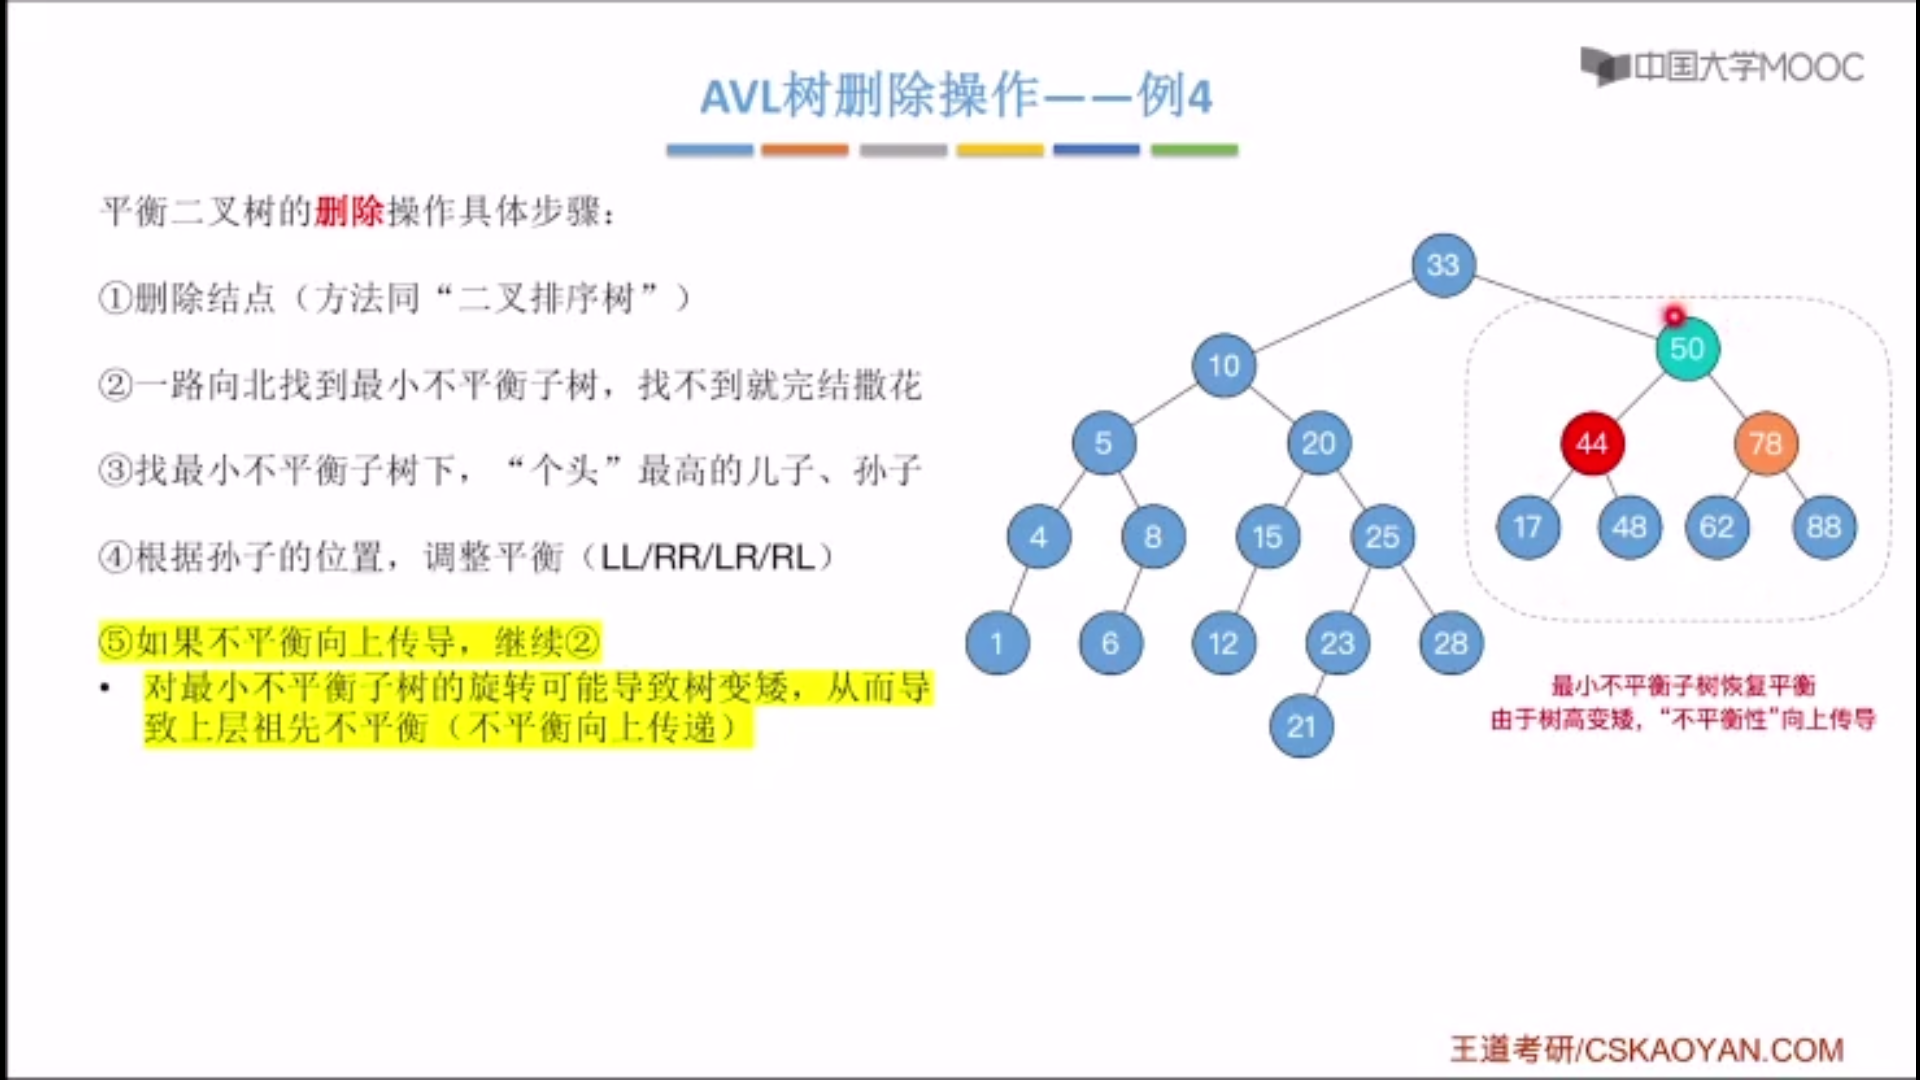 中国大学MOOC
AVL树删除操作——例4
平衡二叉树的删除操作具体步骤：
①删除结点（方法同“二叉排序树”）
②一路向北找到最小不平衡子树，找不到就完结撒花
③找最小不平衡子树下，“个头”最高的儿子、孙子
④根据孙子的位置，调整平衡（LL/RR/LR/RL）
⑤如果不平衡向上传导，继续②
• 对最小不平衡子树的旋转可能导致树变矮，从而导
致上层祖先不平衡（不平衡向上传递）
33
10
50
5
20
44
78
4
8
15
25
17
48
62
88
1
6
12
23
28
21
最小不平衡子树恢复平衡
由于树高变矮，“不平衡性”向上传导
王道考研/CSKAOYAN.COM